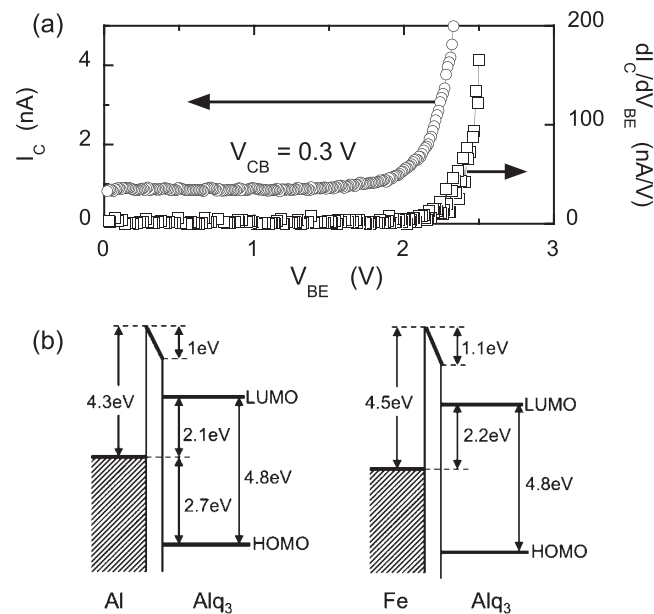 (a)
4
2
0
I_C (nA)
V_CB = 0.3 V
200
100
0
dI_C/dV_BE (nA/V)
0 1 2 3
V_BE (V)
(b)
1eV
4.3eV
LUMO
2.1eV
4.8eV
2.7eV
HOMO
Al Alq₃
1.1eV
4.5eV
LUMO
2.2eV
4.8eV
HOMO
Fe Alq₃